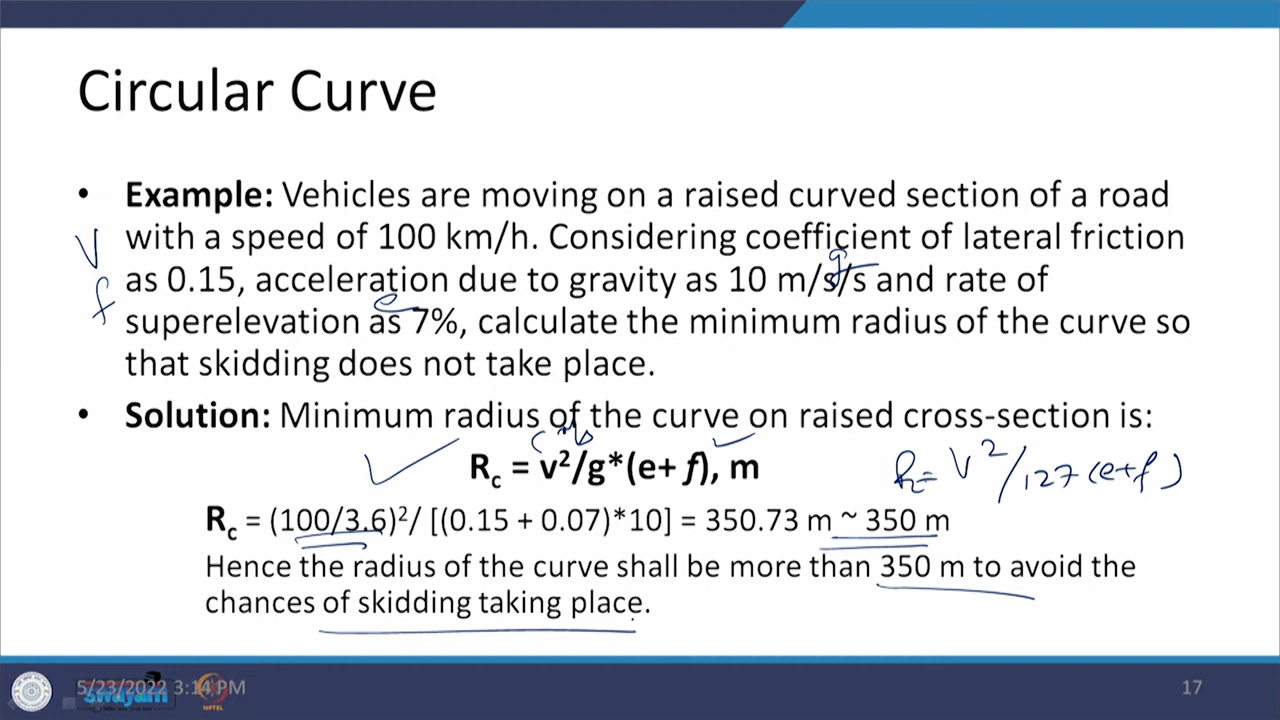 Circular Curve
• Example: Vehicles are moving on a raised curved section of a road
with a speed of 100 km/h. Considering coefficient of lateral friction
as 0.15, acceleration due to gravity as 10 m/s/s and rate of
superelevation as 7%, calculate the minimum radius of the curve so
that skidding does not take place.
V
f
g
e
• Solution: Minimum radius of the curve on raised cross-section is:
Rc = v²/g*(e+ f), m
Rc = V²/127(e+f)
Rc = (100/3.6)²/ [(0.15 + 0.07)*10] = 350.73 m ~ 350 m
Hence the radius of the curve shall be more than 350 m to avoid the
chances of skidding taking place.
5/23/2022 3:14 PM
swayam
NPTEL
17